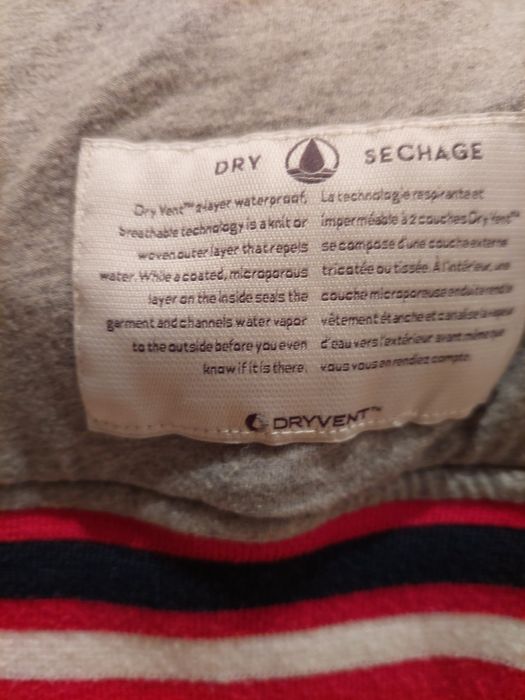 DRY SECHAGE
Dry Vent™ 2-layer waterproof,
breathable technology is a knit or
woven outer layer that repels
water. While a coated, microporous
layer on the inside seals the
garment and channels water vapor
to the outside before you even
know if it is there.
La technologie respirante et
imperméable à 2 couches Dry Vent™
se compose d'une couche externe
tricotée ou tissée. À l'intérieur, une
couche microporeuse enduite rend le
vêtement étanche et canalise la vapeur
d'eau vers l'extérieur avant même que
vous vous en rendiez compte.
DRYVENT™